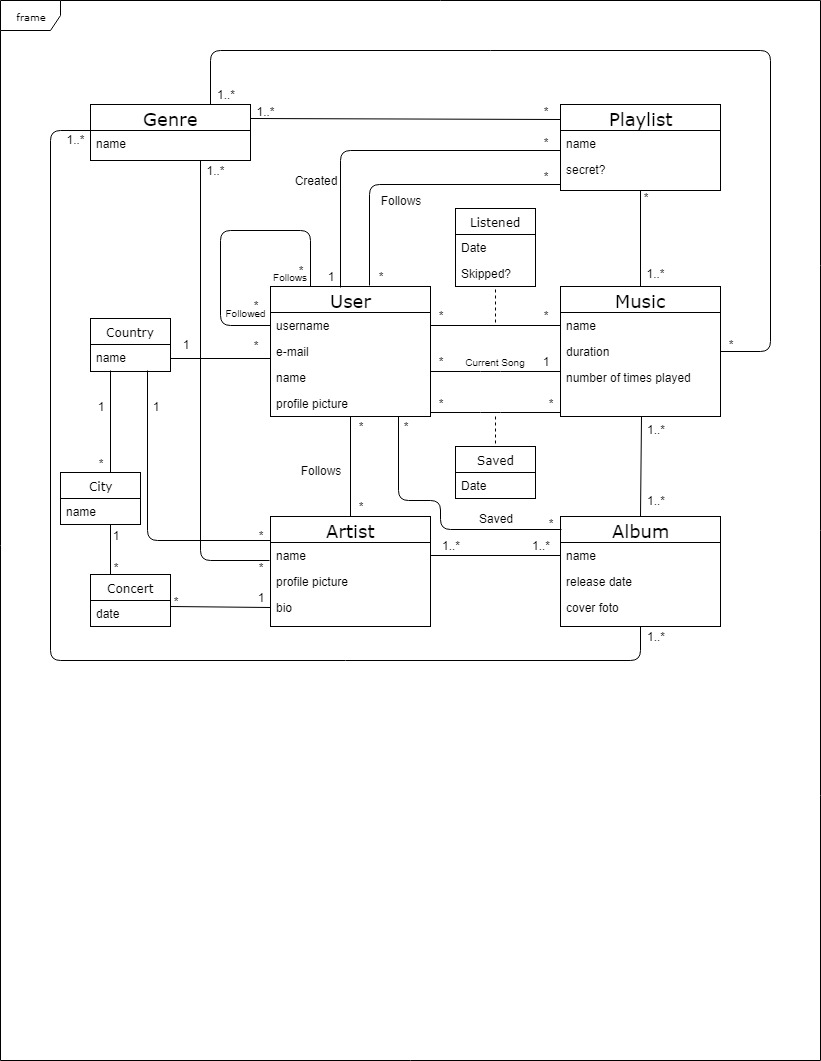 frame
1..*
Genre
1..*
*
Playlist
1..*
name
*
name
1..*
Created
*
secret?
Follows
*
Listened
Date
*
Follows
1
*
Skipped?
1..*
*
Followed
User
Music
*
*
username
name
Country
1
*
e-mail
*
Current Song
1
duration
*
name
name
number of times played
1
1
profile picture
*
*
*
*
1..*
Saved
*
Follows
Date
City
name
*
Saved
*
1..*
1
*
Artist
Album
*
name
1..*
1..*
name
*
Concert
profile picture
release date
date
*
1
bio
cover foto
1..*